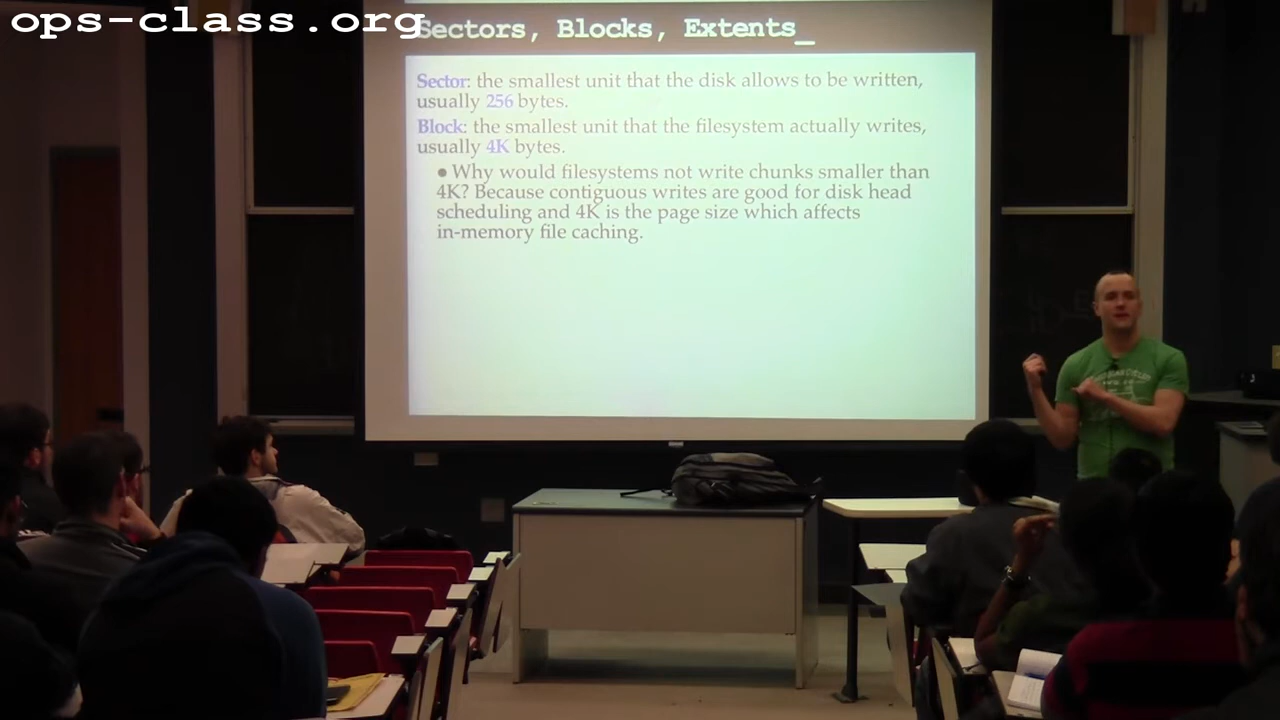 ops-class.org
Sectors, Blocks, Extents_
Sector: the smallest unit that the disk allows to be written,
usually 256 bytes.
Block: the smallest unit that the filesystem actually writes,
usually 4K bytes.
● Why would filesystems not write chunks smaller than
4K? Because contiguous writes are good for disk head
scheduling and 4K is the page size which affects
in-memory file caching.